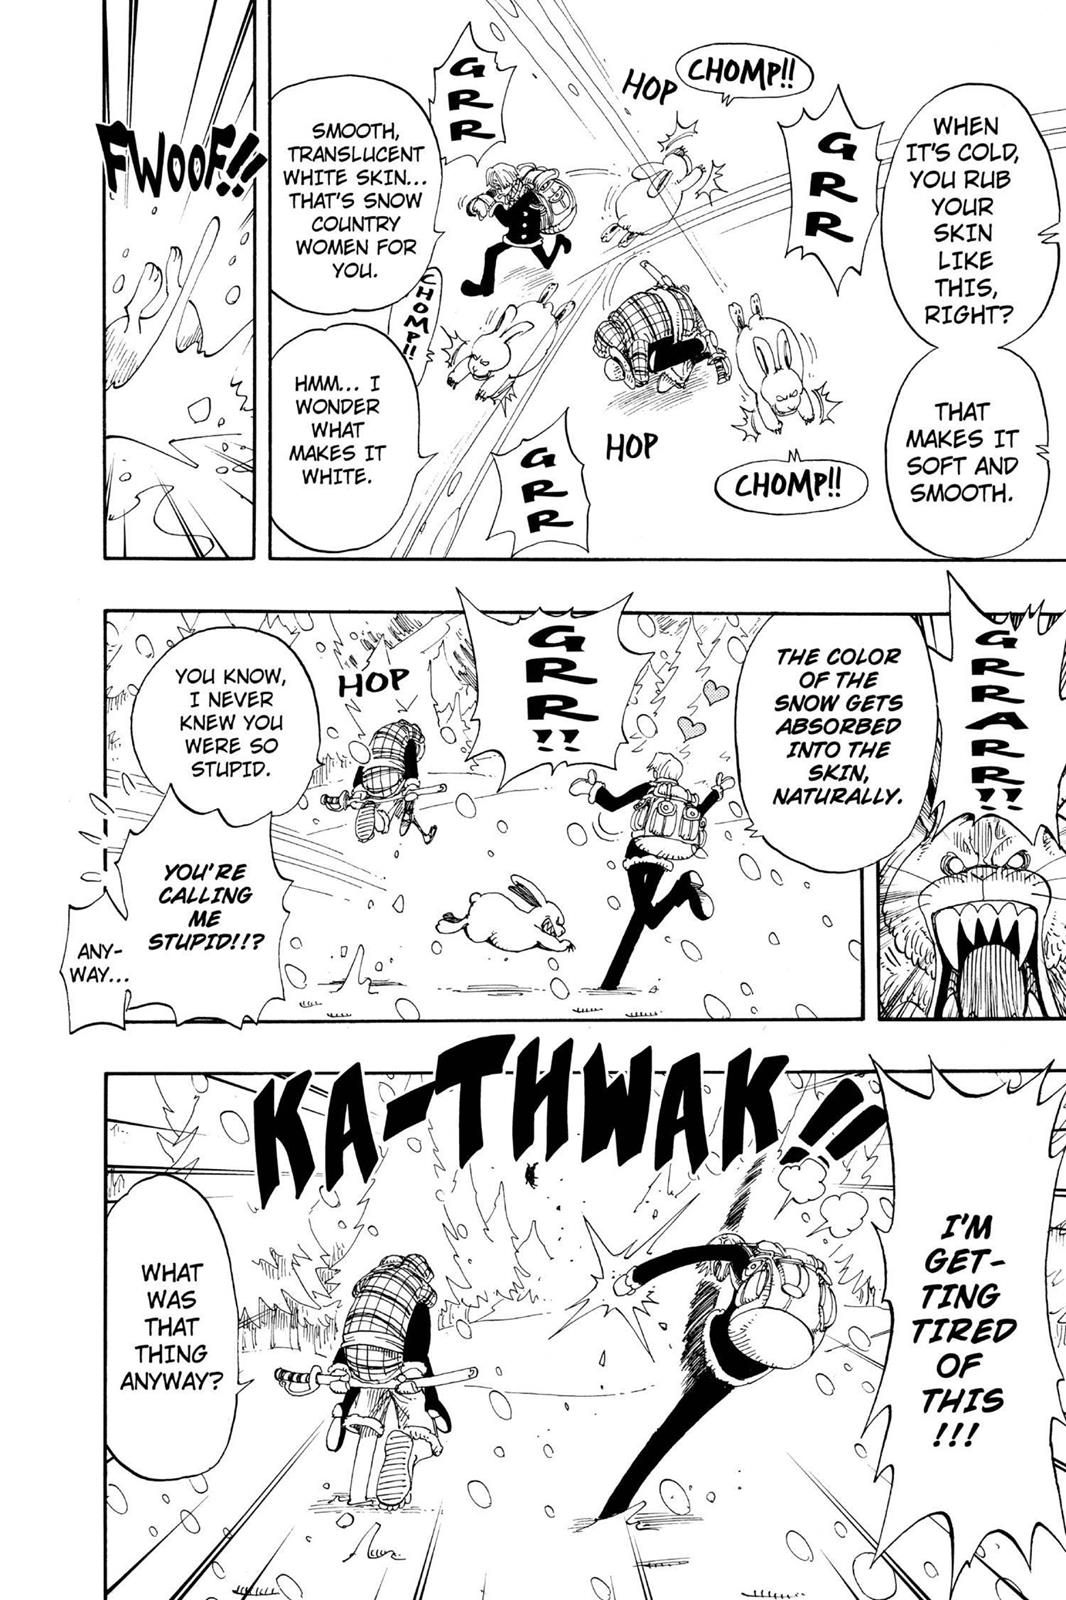 WHEN
IT'S COLD,
YOU RUB
YOUR
SKIN
LIKE
THIS,
RIGHT?
THAT
MAKES IT
SOFT AND
SMOOTH.
GRR
CHOMP!!
HOP
CHOMP!!
HOP
GRR
GRR
CHOMP!!
SMOOTH,
TRANSLUCENT
WHITE SKIN...
THAT'S SNOW
COUNTRY
WOMEN FOR
YOU.
HMM... I
WONDER
WHAT
MAKES IT
WHITE.
FWOOF!!
GRRARR!!
THE COLOR
OF THE
SNOW GETS
ABSORBED
INTO THE
SKIN,
NATURALLY.
GRR!!
HOP
YOU KNOW,
I NEVER
KNEW YOU
WERE SO
STUPID.
YOU'RE
CALLING
ME
STUPID!!?
ANY-
WAY...
I'M
GET-
TING
TIRED
OF
THIS
!!!
KA-THWAK!!
WHAT
WAS
THAT
THING
ANYWAY?